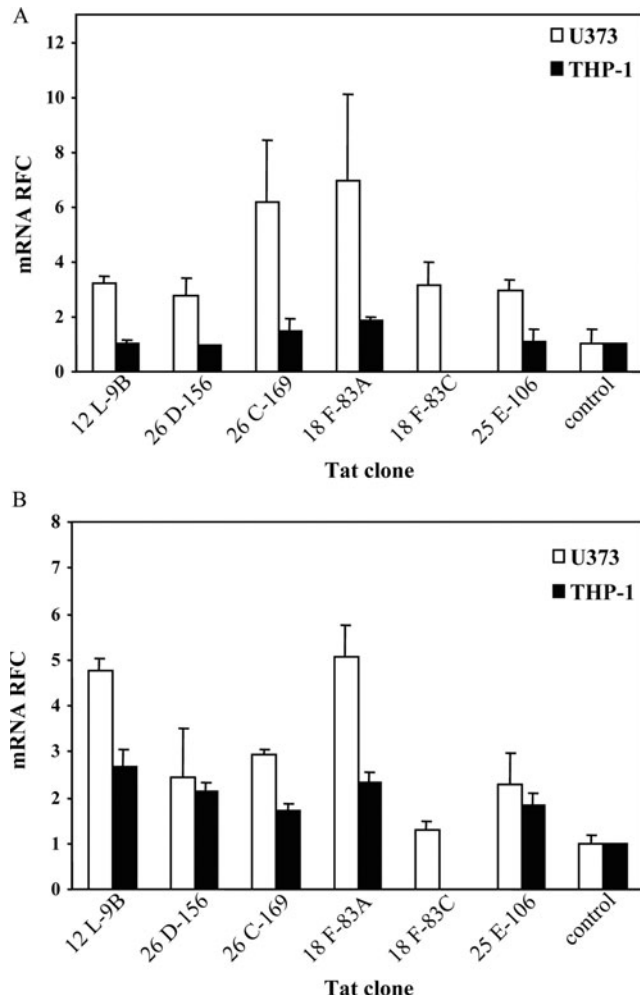 A
U373
THP-1
mRNA RFC
12
10
8
6
4
2
0
12 L-9B
26 D-156
26 C-169
18 F-83A
18 F-83C
25 E-106
control
Tat clone
B
U373
THP-1
mRNA RFC
8
7
6
5
4
3
2
1
0
12 L-9B
26 D-156
26 C-169
18 F-83A
18 F-83C
25 E-106
control
Tat clone